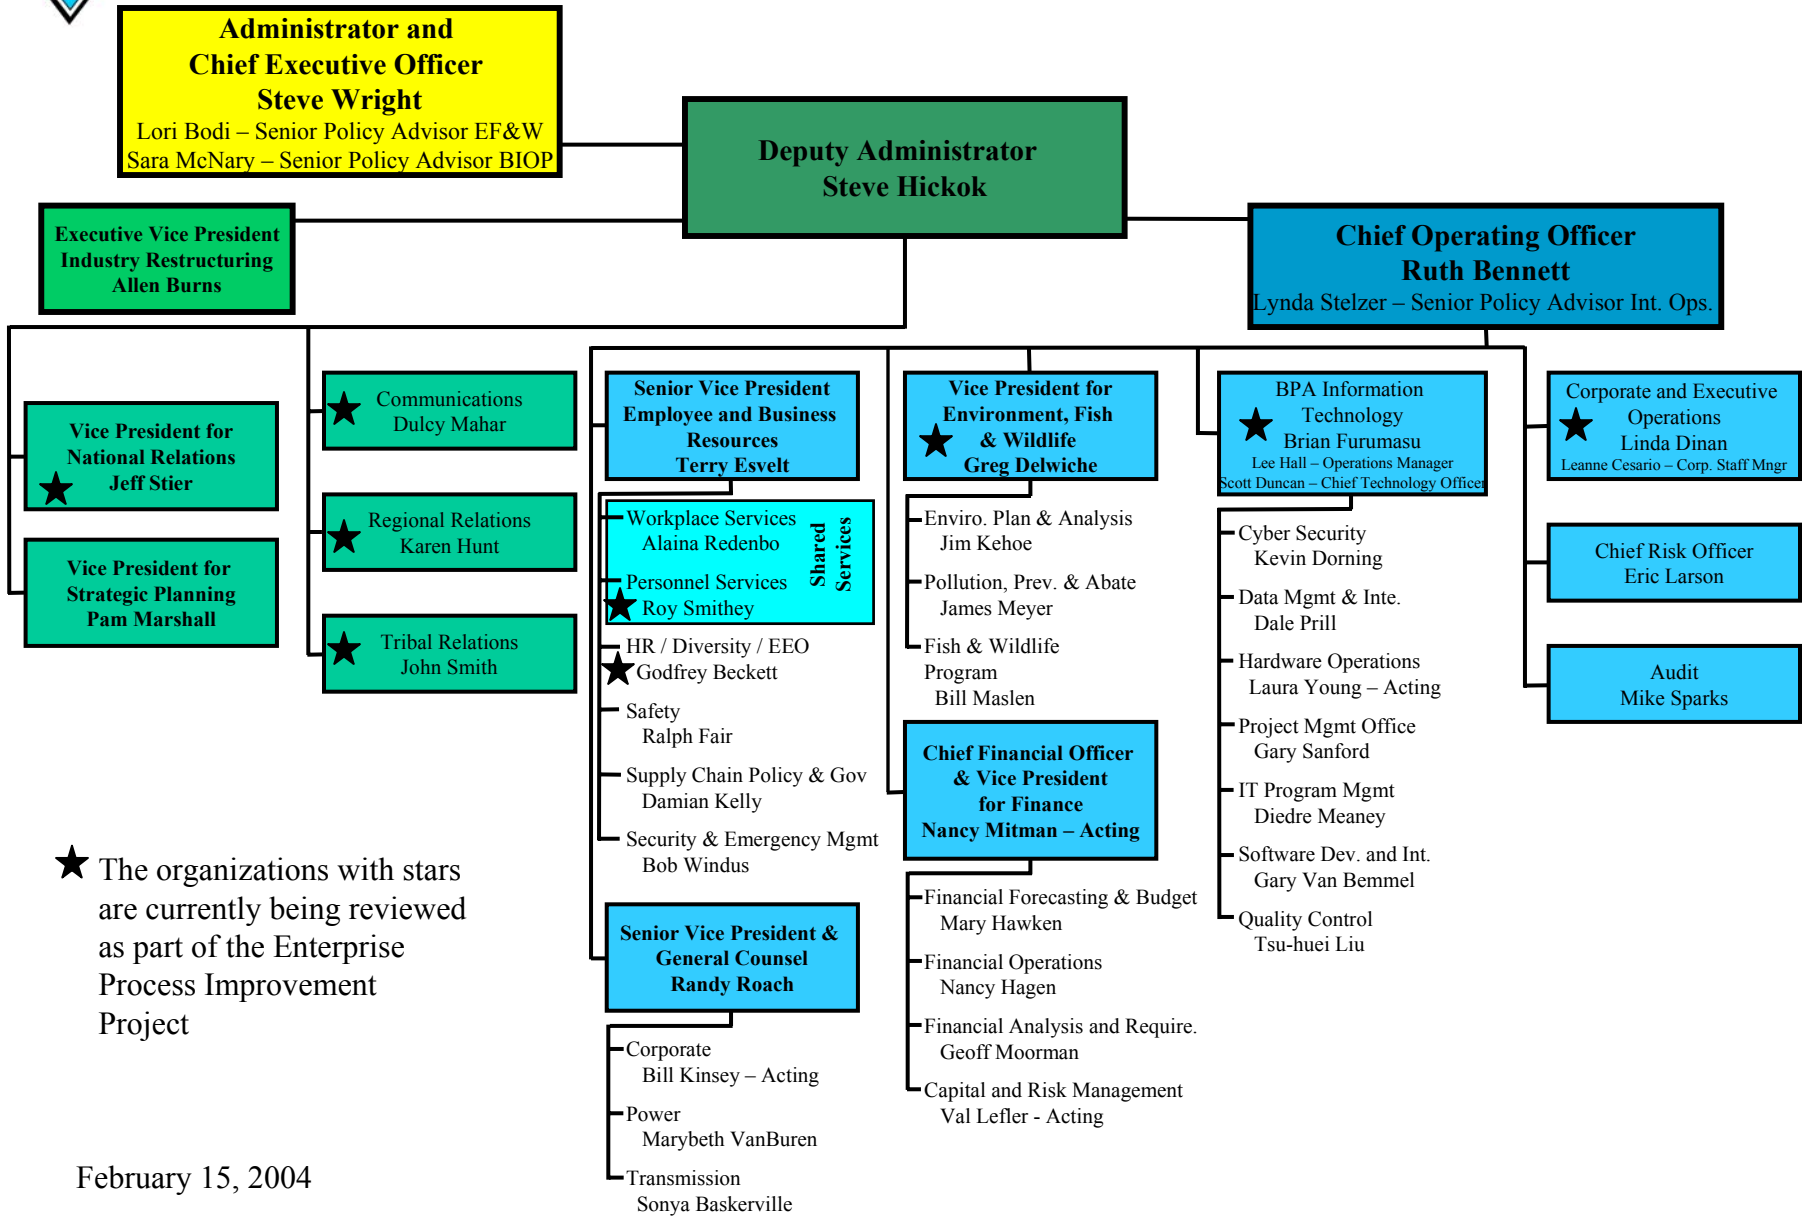 Administrator and
Chief Executive Officer
Steve Wright
Lori Bodi – Senior Policy Advisor EF&W
Sara McNary – Senior Policy Advisor BIOP
Deputy Administrator
Steve Hickok
Executive Vice President
Industry Restructuring
Allen Burns
Chief Operating Officer
Ruth Bennett
Lynda Stelzer – Senior Policy Advisor Int. Ops.
Vice President for
National Relations
Jeff Stier
Vice President for
Strategic Planning
Pam Marshall
Communications
Dulcy Mahar
Regional Relations
Karen Hunt
Tribal Relations
John Smith
Senior Vice President
Employee and Business
Resources
Terry Esvelt
Workplace Services
Alaina Redenbo
Personnel Services
Roy Smithey
Shared
Services
HR / Diversity / EEO
Godfrey Beckett
Safety
Ralph Fair
Supply Chain Policy & Gov
Damian Kelly
Security & Emergency Mgmt
Bob Windus
Senior Vice President &
General Counsel
Randy Roach
Corporate
Bill Kinsey – Acting
Power
Marybeth VanBuren
Transmission
Sonya Baskerville
Vice President for
Environment, Fish
& Wildlife
Greg Delwiche
Enviro. Plan & Analysis
Jim Kehoe
Pollution, Prev. & Abate
James Meyer
Fish & Wildlife
Program
Bill Maslen
Chief Financial Officer
& Vice President
for Finance
Nancy Mitman – Acting
Financial Forecasting & Budget
Mary Hawken
Financial Operations
Nancy Hagen
Financial Analysis and Require.
Geoff Moorman
Capital and Risk Management
Val Lefler - Acting
BPA Information
Technology
Brian Furumasu
Lee Hall – Operations Manager
Scott Duncan – Chief Technology Officer
Cyber Security
Kevin Dorning
Data Mgmt & Inte.
Dale Prill
Hardware Operations
Laura Young – Acting
Project Mgmt Office
Gary Sanford
IT Program Mgmt
Diedre Meaney
Software Dev. and Int.
Gary Van Bemmel
Quality Control
Tsu-huei Liu
Corporate and Executive
Operations
Linda Dinan
Leanne Cesario – Corp. Staff Mngr
Chief Risk Officer
Eric Larson
Audit
Mike Sparks
The organizations with stars
are currently being reviewed
as part of the Enterprise
Process Improvement
Project
February 15, 2004